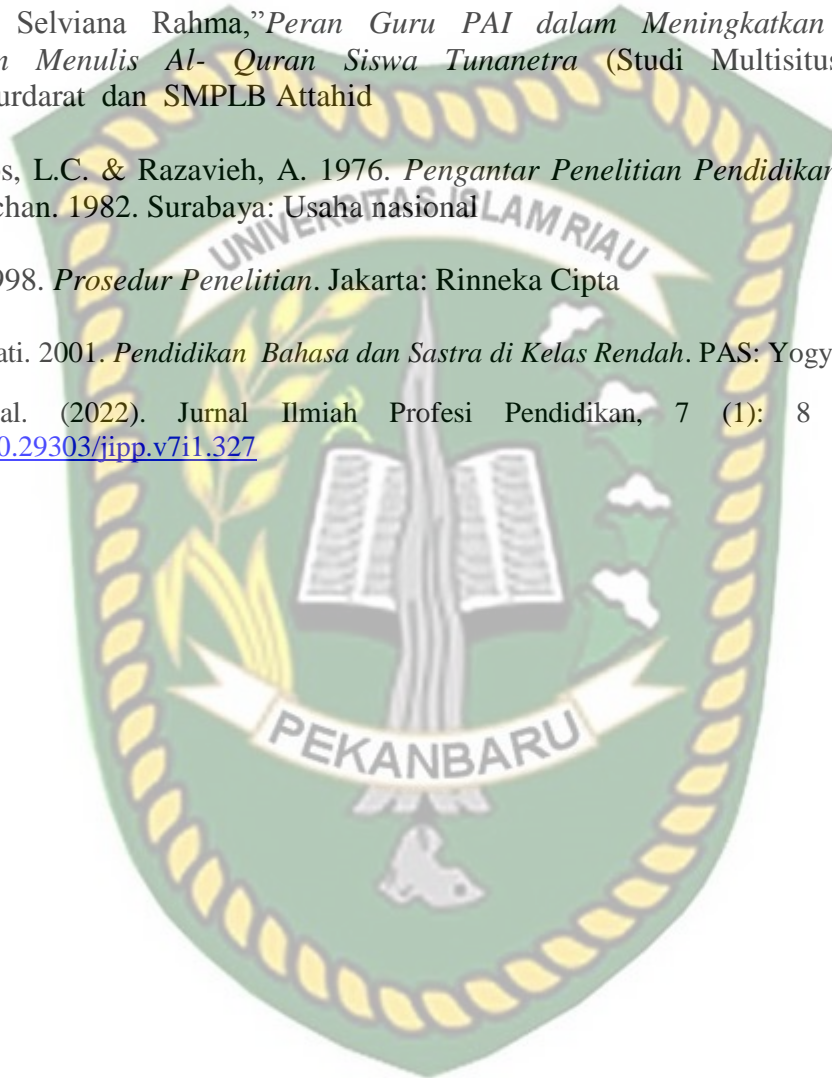 Selviana Rahma,”Peran Guru PAI dalam Meningkatkan
n Menulis Al- Quran Siswa Tunanetra (Studi Multisitus
urdarat dan SMPLB Attahid
s, L.C. & Razavieh, A. 1976. Pengantar Penelitian Pendidikan
chan. 1982. Surabaya: Usaha nasional
998. Prosedur Penelitian. Jakarta: Rinneka Cipta
ati. 2001. Pendidikan Bahasa dan Sastra di Kelas Rendah. PAS: Yogy
al. (2022). Jurnal Ilmiah Profesi Pendidikan, 7 (1): 8
0.29303/jipp.v7i1.327
UNIVERSITAS ISLAM RIAU
PEKANBARU